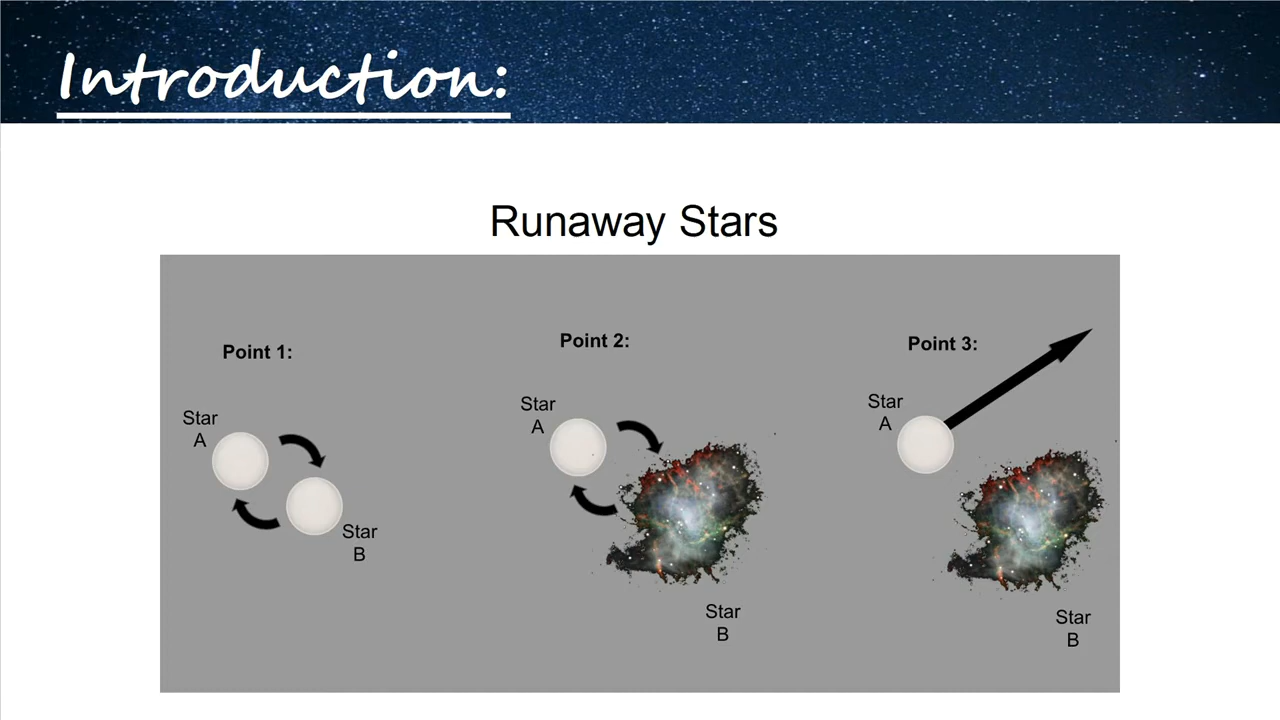 Introduction:
Runaway Stars
Point 1:
Star
A
Star
B
Point 2:
Star
A
Star
B
Point 3:
Star
A
Star
B